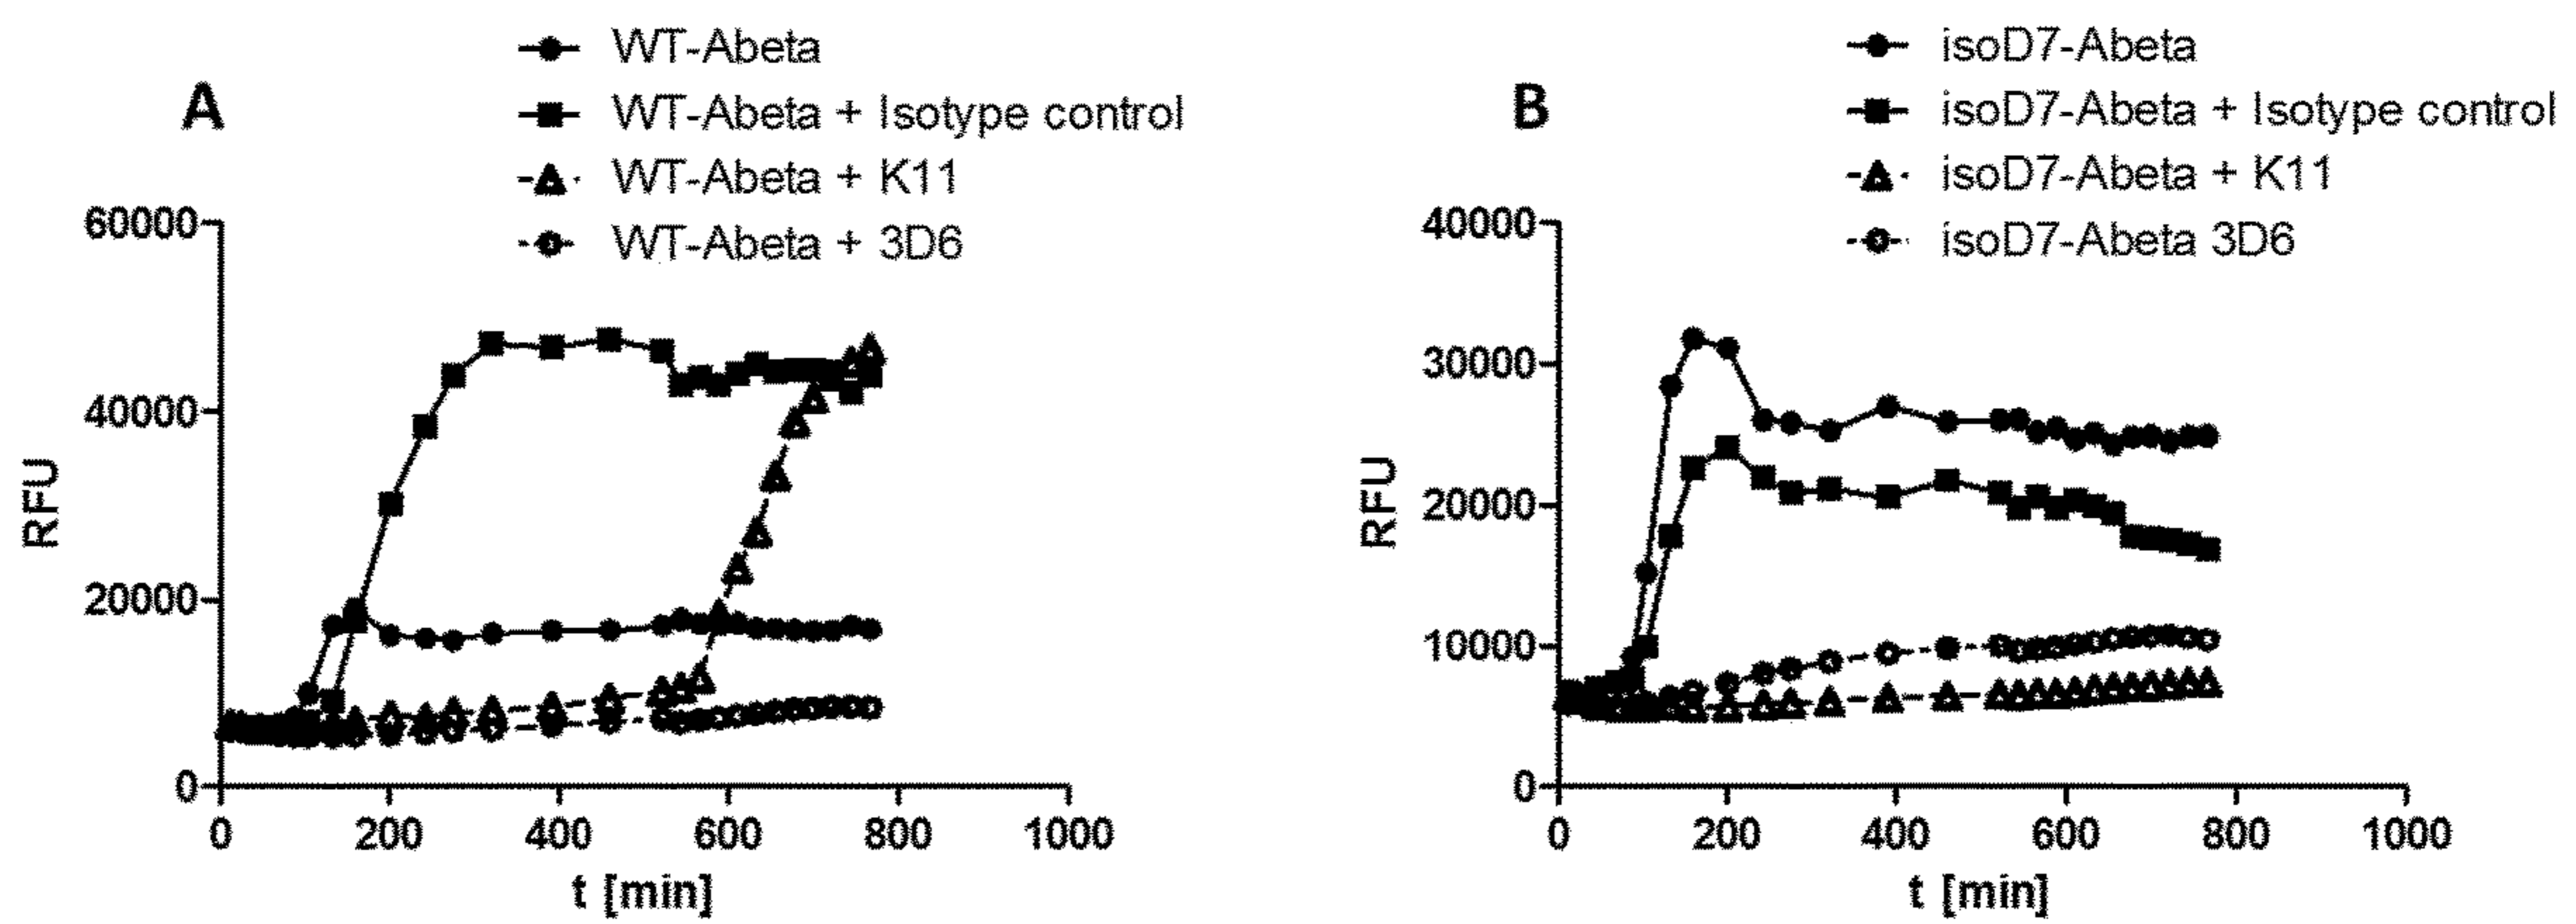 A
WT-Abeta
WT-Abeta + Isotype control
WT-Abeta + K11
WT-Abeta + 3D6
60000
40000
20000
0
RFU
0 200 400 600 800 1000
t [min]
B
isoD7-Abeta
isoD7-Abeta + Isotype control
isoD7-Abeta + K11
isoD7-Abeta 3D6
40000
30000
20000
10000
0
RFU
0 200 400 600 800 1000
t [min]